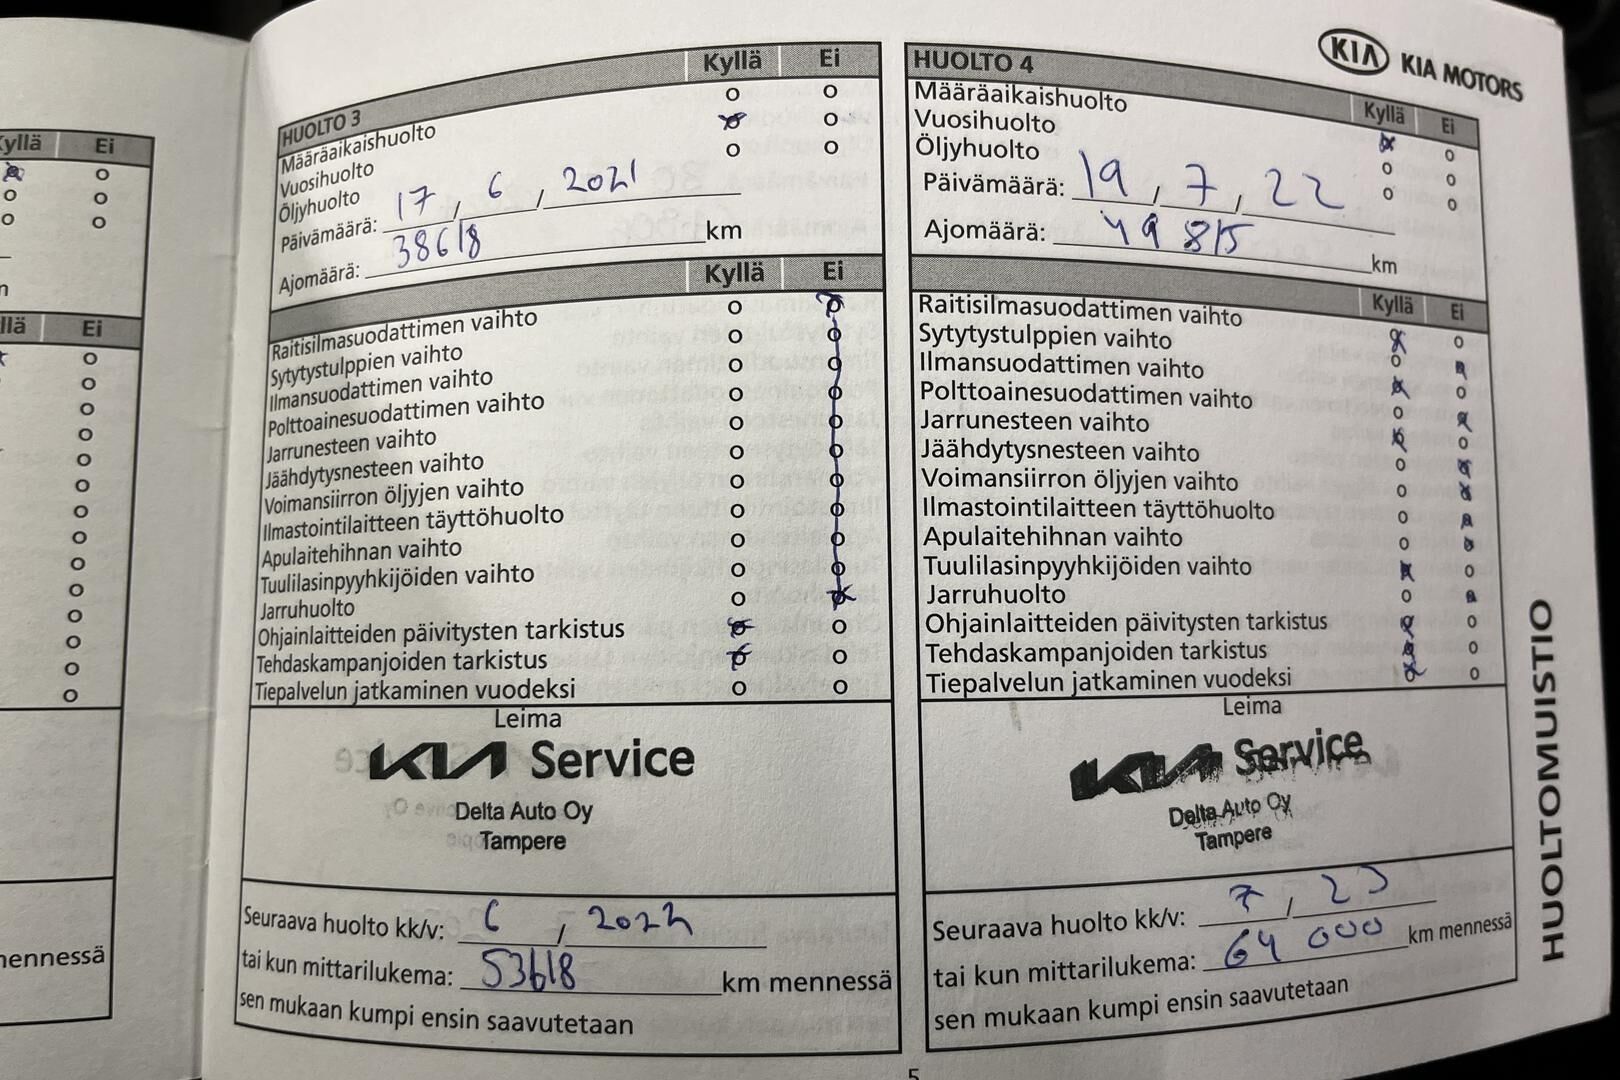 Kyllä Ei
Kyllä Ei
mennessä
Kyllä Ei
HUOLTO 3
Määräaikaishuolto
Vuosihuolto
Öljyhuolto
Päivämäärä: 17 , 6 , 2021
Ajomäärä: 38618 km
Kyllä Ei
Raitisilmasuodattimen vaihto
Sytytystulppien vaihto
Ilmansuodattimen vaihto
Polttoainesuodattimen vaihto
Jarrunesteen vaihto
Jäähdytysnesteen vaihto
Voimansiirron öljyjen vaihto
Ilmastointilaitteen täyttöhuolto
Apulaitehihnan vaihto
Tuulilasinpyyhkijöiden vaihto
Jarruhuolto
Ohjainlaitteiden päivitysten tarkistus
Tehdaskampanjoiden tarkistus
Tiepalvelun jatkaminen vuodeksi
Leima
KIA Service
Delta Auto Oy
Tampere
Seuraava huolto kk/v: 6 / 2022
tai kun mittarilukema: 53618 km mennessä
sen mukaan kumpi ensin saavutetaan
KIA KIA MOTORS
HUOLTO 4
Kyllä Ei
Määräaikaishuolto
Vuosihuolto
Öljyhuolto
Päivämäärä: 19 , 7 , 22
Ajomäärä: 49 815 km
Kyllä Ei
Raitisilmasuodattimen vaihto
Sytytystulppien vaihto
Ilmansuodattimen vaihto
Polttoainesuodattimen vaihto
Jarrunesteen vaihto
Jäähdytysnesteen vaihto
Voimansiirron öljyjen vaihto
Ilmastointilaitteen täyttöhuolto
Apulaitehihnan vaihto
Tuulilasinpyyhkijöiden vaihto
Jarruhuolto
Ohjainlaitteiden päivitysten tarkistus
Tehdaskampanjoiden tarkistus
Tiepalvelun jatkaminen vuodeksi
Leima
KIA Service
Delta Auto Oy
Tampere
Seuraava huolto kk/v: 7 / 23
tai kun mittarilukema: 64 000 km mennessä
sen mukaan kumpi ensin saavutetaan
HUOLTOMUISTIO
5